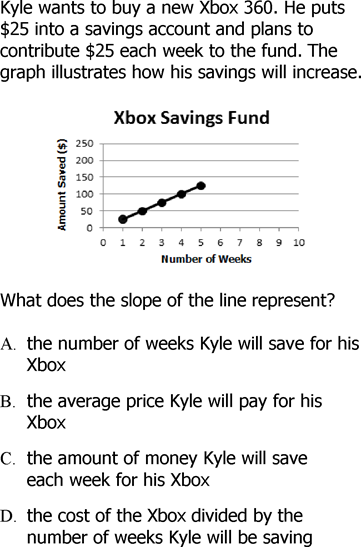 Kyle wants to buy a new Xbox 360. He puts
$25 into a savings account and plans to
contribute $25 each week to the fund. The
graph illustrates how his savings will increase.
Xbox Savings Fund
Amount Saved ($)
250
200
150
100
50
0
0 1 2 3 4 5 6 7 8 9 10
Number of Weeks
What does the slope of the line represent?
A. the number of weeks Kyle will save for his
Xbox
B. the average price Kyle will pay for his
Xbox
C. the amount of money Kyle will save
each week for his Xbox
D. the cost of the Xbox divided by the
number of weeks Kyle will be saving